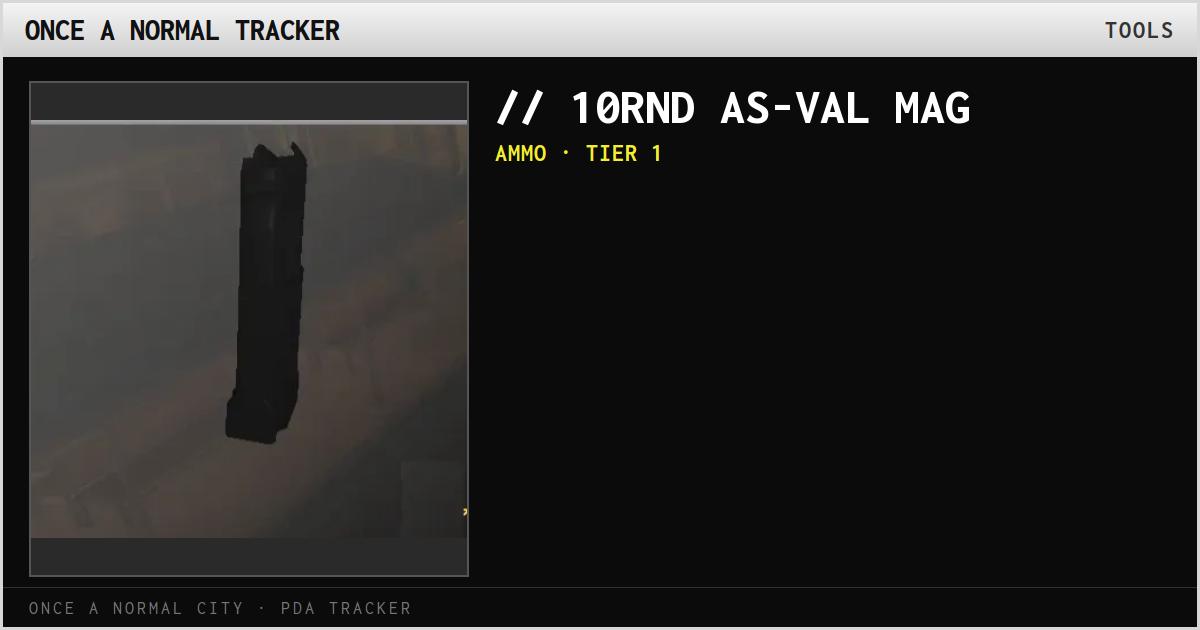 ONCE A NORMAL TRACKER
TOOLS
// 10RND AS-VAL MAG
AMMO · TIER 1
ONCE A NORMAL CITY · PDA TRACKER